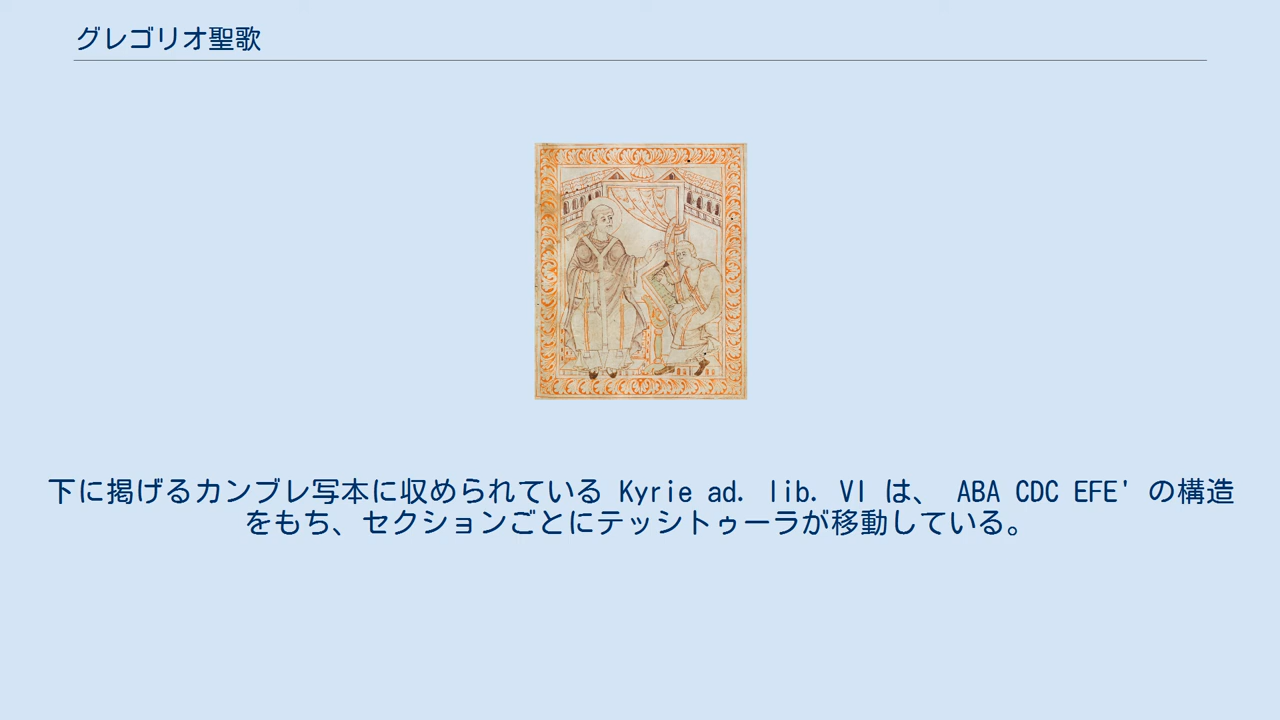 グレゴリオ聖歌
下に掲げるカンブレ写本に収められている Kyrie ad. lib. VI は、 ABA CDC EFE' の構造
をもち、セクションごとにテッシトゥーラが移動している。